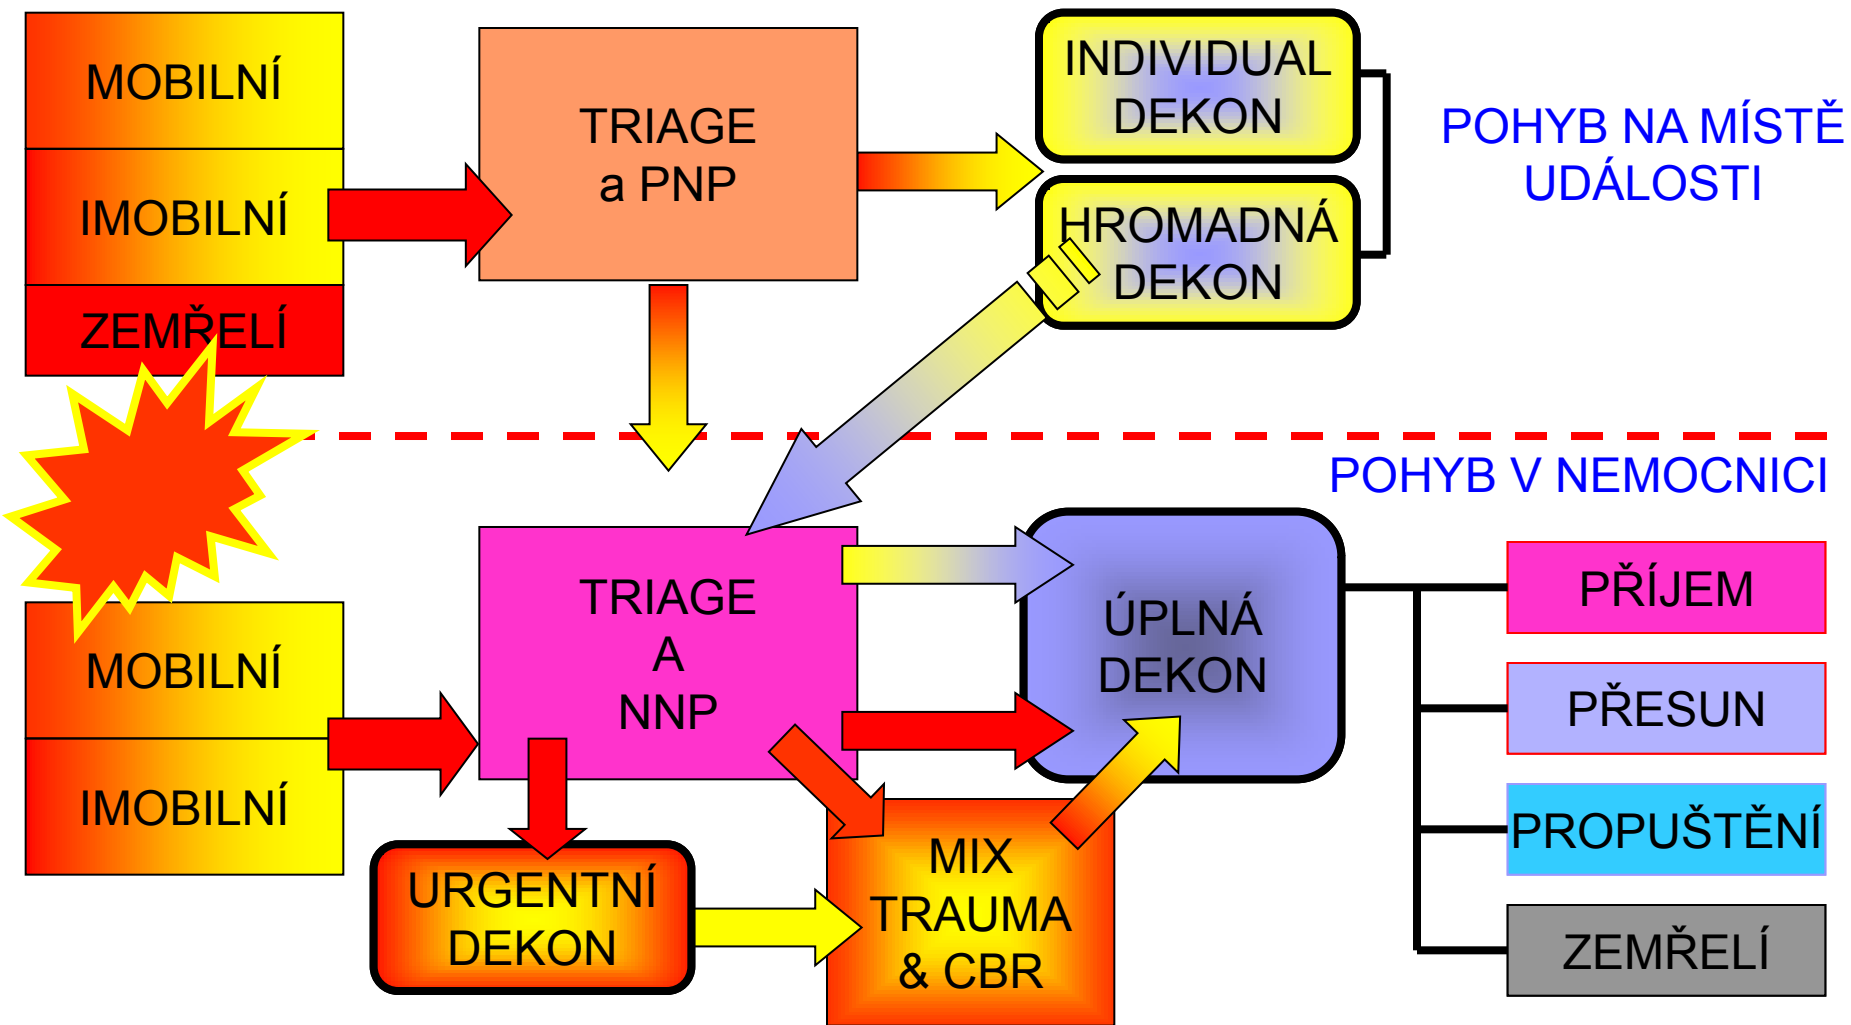 MOBILNÍ
IMOBILNÍ
ZEMŘELÍ
TRIAGE
a PNP
INDIVIDUAL
DEKON
HROMADNÁ
DEKON
POHYB NA MÍSTĚ
UDÁLOSTI
POHYB V NEMOCNICI
MOBILNÍ
IMOBILNÍ
TRIAGE
A
NNP
ÚPLNÁ
DEKON
URGENTNÍ
DEKON
MIX
TRAUMA
& CBR
PŘÍJEM
PŘESUN
PROPUŠTĚNÍ
ZEMŘELÍ